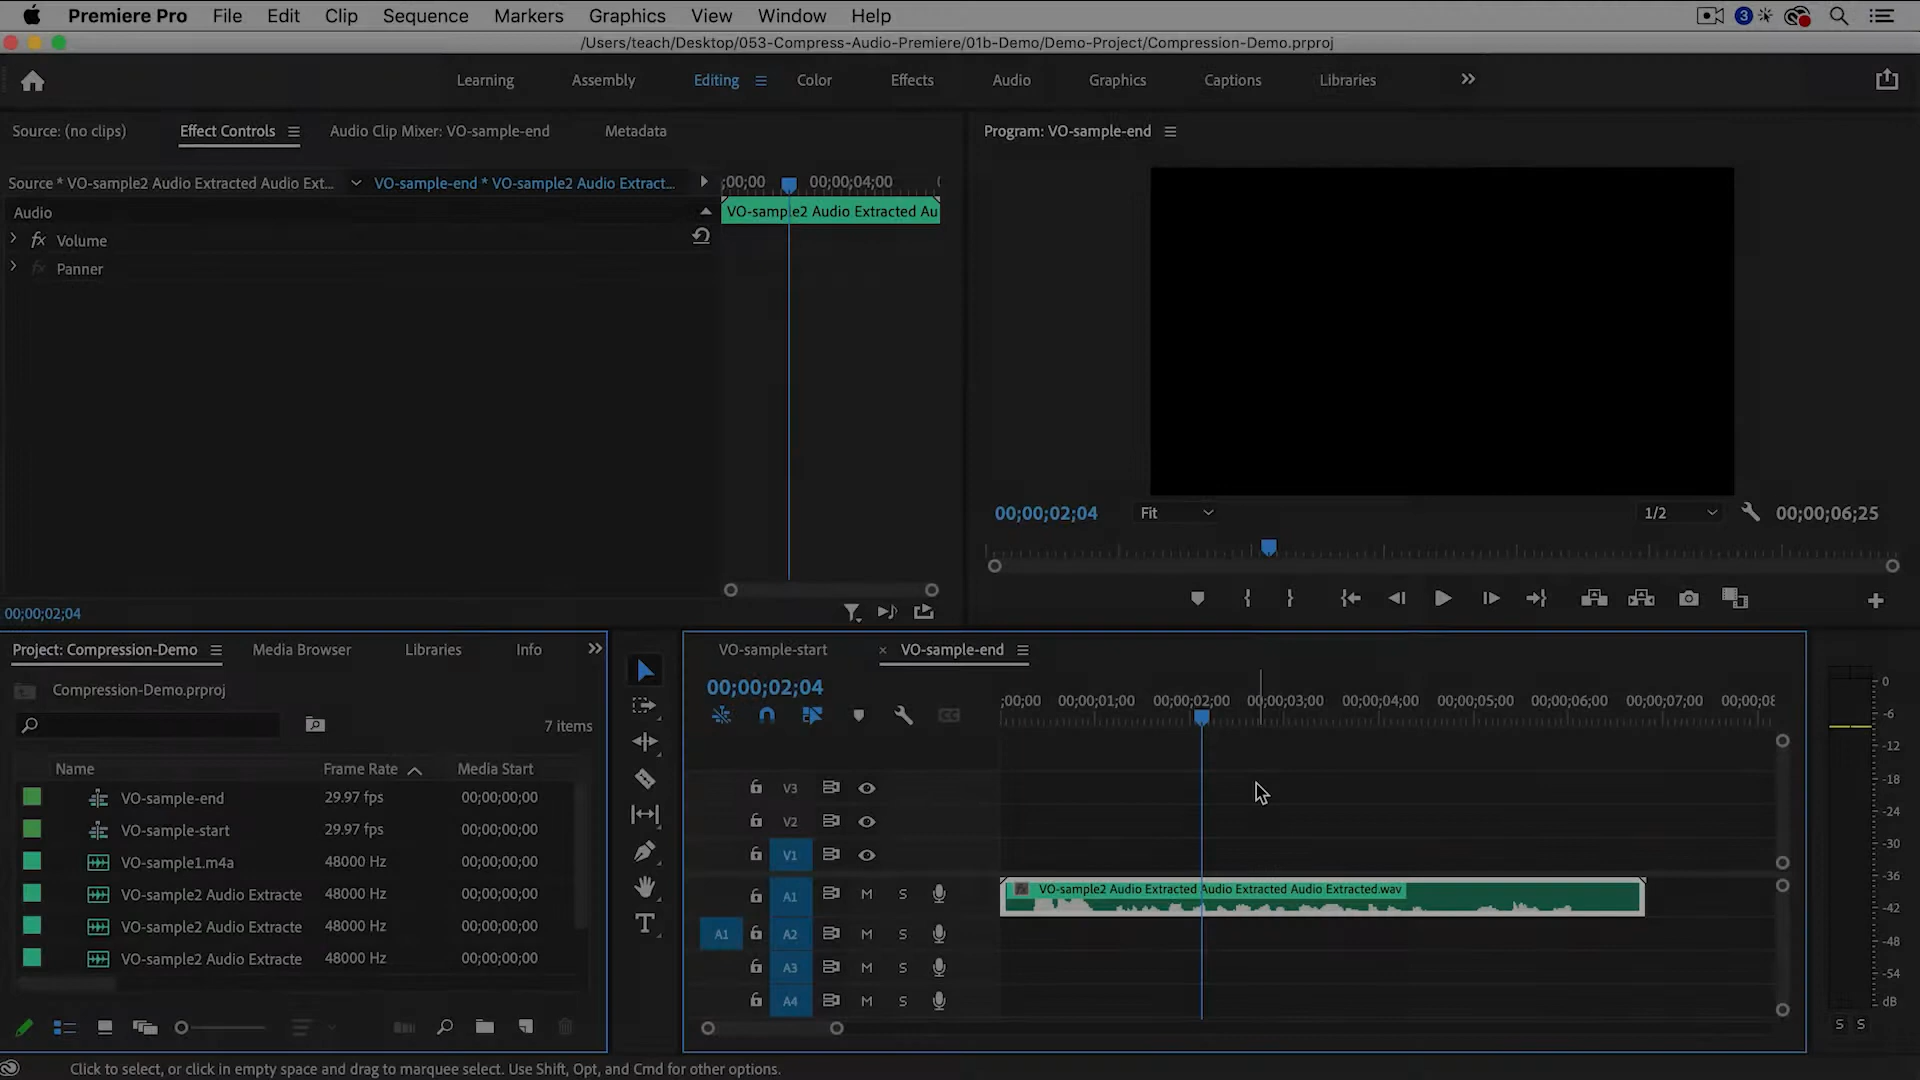 Premiere Pro File Edit Clip Sequence Markers Graphics View Window Help 3
/Users/teach/Desktop/053-Compress-Audio-Premiere/01b-Demo/Demo-Project/Compression-Demo.prproj
Learning Assembly Editing Color Effects Audio Graphics Captions Libraries
Source: (no clips) Effect Controls Audio Clip Mixer: VO-sample-end Metadata
Program: VO-sample-end
Source * VO-sample2 Audio Extracted Audio Ext... VO-sample-end * VO-sample2 Audio Extract... ;00;00 00;00;04;00
Audio
VO-sample2 Audio Extracted Au
fx Volume
fx Panner
00;00;02;04 Fit 1/2 00;00;06;25
00;00;02;04
Project: Compression-Demo Media Browser Libraries Info
Compression-Demo.prproj
7 items
Name Frame Rate Media Start
VO-sample-end 29.97 fps 00;00;00;00
VO-sample-start 29.97 fps 00;00;00;00
VO-sample1.m4a 48000 Hz 00;00;00;00
VO-sample2 Audio Extracte 48000 Hz 00;00;00;00
VO-sample2 Audio Extracte 48000 Hz 00;00;00;00
VO-sample2 Audio Extracte 48000 Hz 00;00;00;00
T
VO-sample-start × VO-sample-end
00;00;02;04
;00;00 00;00;01;00 00;00;02;00 00;00;03;00 00;00;04;00 00;00;05;00 00;00;06;00 00;00;07;00 00;00;08
CC
V3
V2
V1
A1 M S
fx VO-sample2 Audio Extracted Audio Extracted Audio Extracted.wav
A1 A2 M S
A3 M S
A4 M S
0
-6
-12
-18
-24
-30
-36
-42
-48
-54
dB
S S
Click to select, or click in empty space and drag to marquee select. Use Shift, Opt, and Cmd for other options.